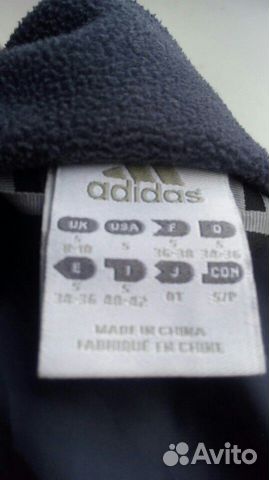 adidas
UK USA F D
S S S S
8-10 36-38 34-36
E I J CON
S S S/P
34-36 40-42 OT
MADE IN CHINA
FABRIQUÉ EN CHINE
Avito